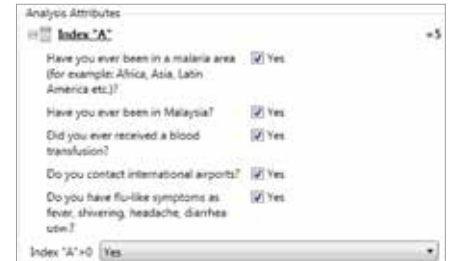 Analysis Attributes
Index "A" =5
Have you ever been in a malaria area Yes
(for example: Africa, Asia, Latin
America etc.)?
Have you ever been in Malaysia? Yes
Did you ever received a blood Yes
transfusion?
Do you contact international airports? Yes
Do you have flu-like symptoms as Yes
fever, shivering, headache, diarrhea
usw.?
Index "A">0 Yes